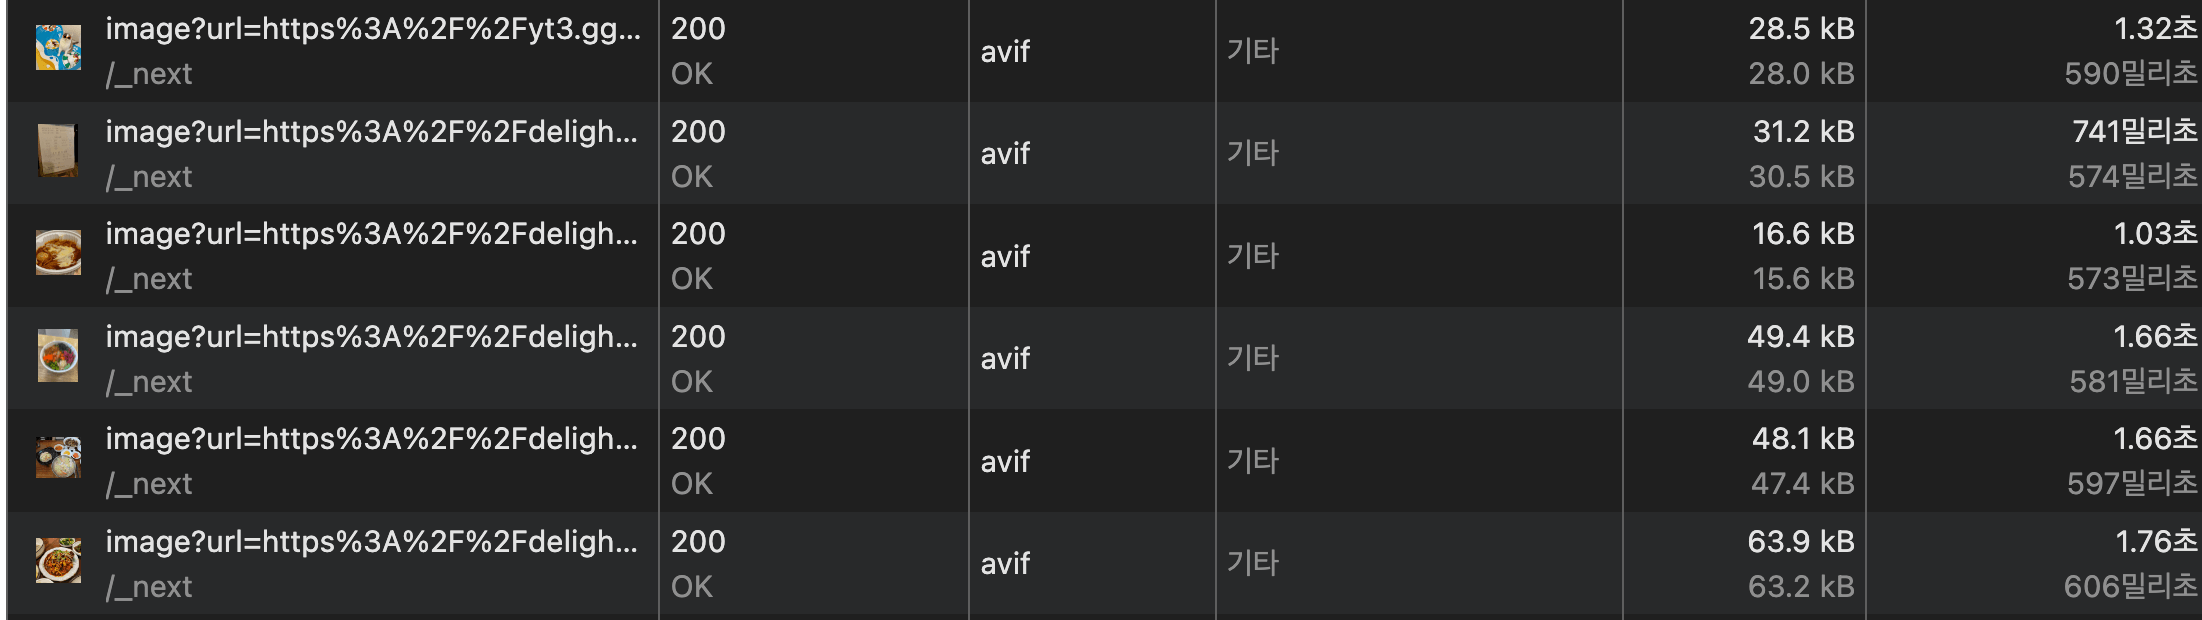 image?url=https%3A%2F%2Fyt3.gg... 200 avif 기타 28.5 kB 1.32초
/_next OK 28.0 kB 590밀리초
image?url=https%3A%2F%2Fdeligh... 200 avif 기타 31.2 kB 741밀리초
/_next OK 30.5 kB 574밀리초
image?url=https%3A%2F%2Fdeligh... 200 avif 기타 16.6 kB 1.03초
/_next OK 15.6 kB 573밀리초
image?url=https%3A%2F%2Fdeligh... 200 avif 기타 49.4 kB 1.66초
/_next OK 49.0 kB 581밀리초
image?url=https%3A%2F%2Fdeligh... 200 avif 기타 48.1 kB 1.66초
/_next OK 47.4 kB 597밀리초
image?url=https%3A%2F%2Fdeligh... 200 avif 기타 63.9 kB 1.76초
/_next OK 63.2 kB 606밀리초